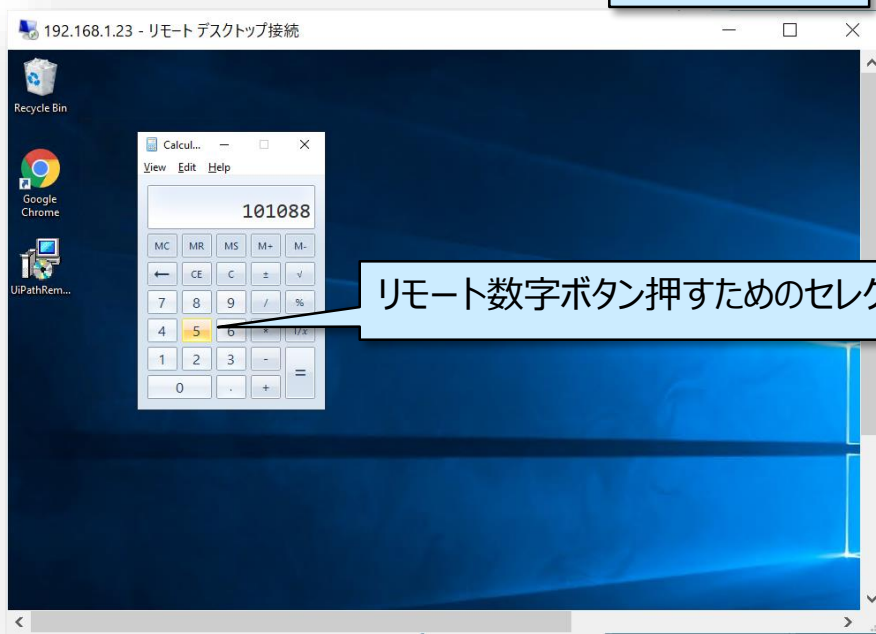 192.168.1.23 - リモート デスクトップ接続
Recycle Bin
Google
Chrome
UiPathRem...
Calcul...
View Edit Help
101088
MC MR MS M+ M-
← CE C ± √
7 8 9 / %
4 5 6 * 1/x
1 2 3 - =
0 . +
リモート数字ボタン押すためのセレク